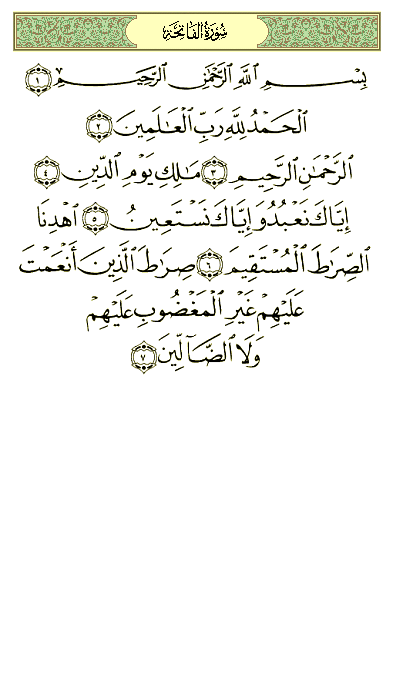 سُورَةُ الفَاتِحَةِ
بِسْمِ ٱللَّهِ ٱلرَّحْمَٰنِ ٱلرَّحِيمِ ١
ٱلْحَمْدُ لِلَّهِ رَبِّ ٱلْعَٰلَمِينَ ٢
ٱلرَّحْمَٰنِ ٱلرَّحِيمِ ٣ مَٰلِكِ يَوْمِ ٱلدِّينِ ٤
إِيَّاكَ نَعْبُدُ وَإِيَّاكَ نَسْتَعِينُ ٥ ٱهْدِنَا
ٱلصِّرَٰطَ ٱلْمُسْتَقِيمَ ٦ صِرَٰطَ ٱلَّذِينَ أَنْعَمْتَ
عَلَيْهِمْ غَيْرِ ٱلْمَغْضُوبِ عَلَيْهِمْ
وَلَا ٱلضَّآلِّينَ ٧